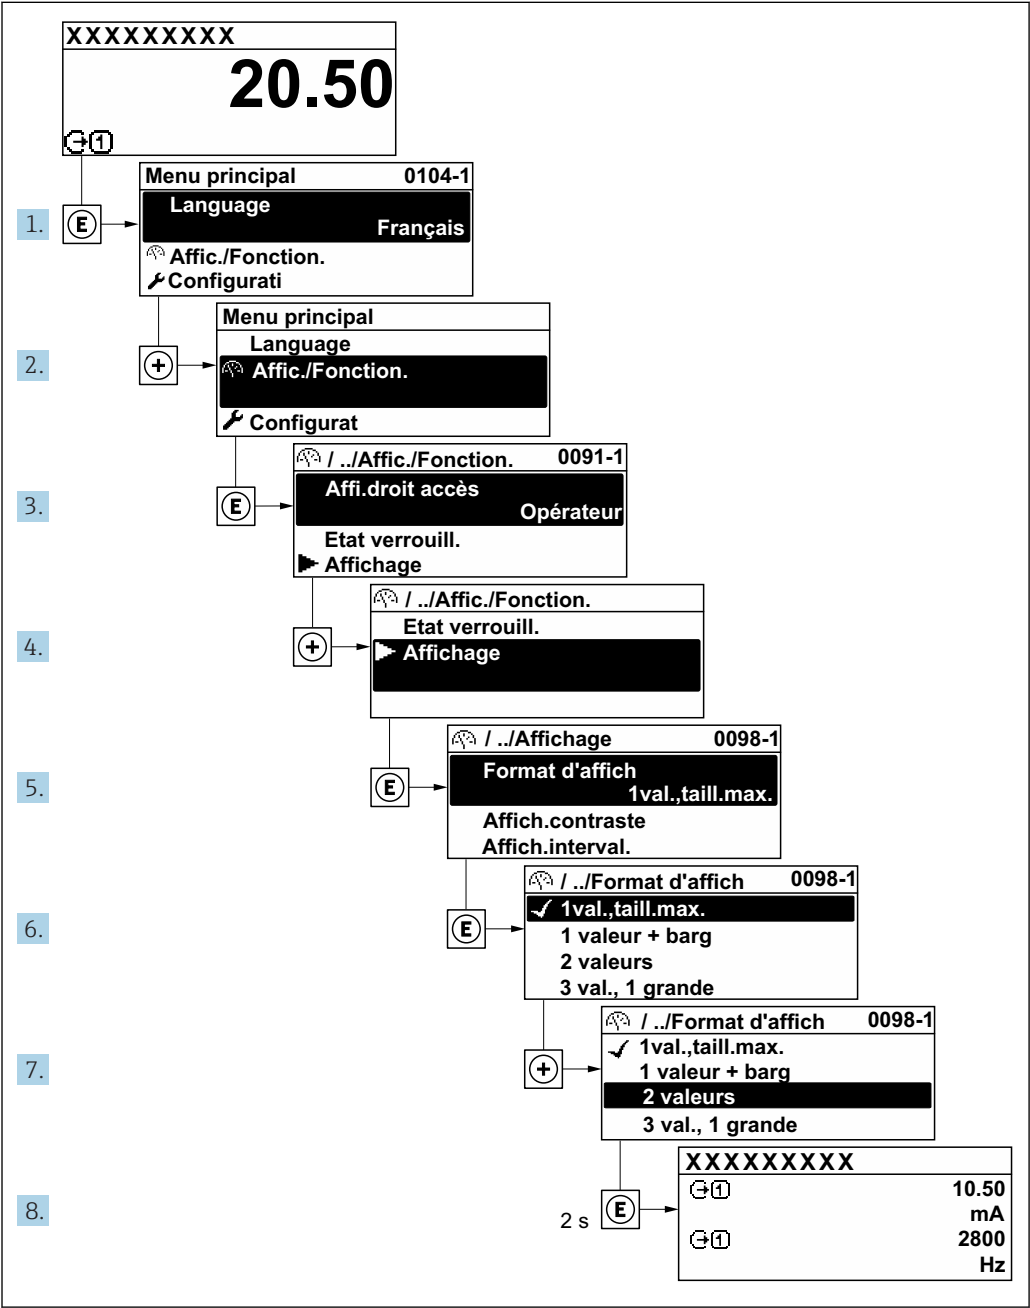 XXXXXXXXX
20.50
1
Menu principal 0104-1
Language
Français
1. E
Affic./Fonction.
Configurati
Menu principal
Language
2. + Affic./Fonction.
Configurat
/ ../Affic./Fonction. 0091-1
Affi.droit accès
3. E Opérateur
Etat verrouill.
Affichage
/ ../Affic./Fonction.
Etat verrouill.
4. + Affichage
/ ../Affichage 0098-1
Format d'affich
5. E 1val.,taill.max.
Affich.contraste
Affich.interval.
/ ../Format d'affich 0098-1
1val.,taill.max.
6. E 1 valeur + barg
2 valeurs
3 val., 1 grande
/ ../Format d'affich 0098-1
1val.,taill.max.
7. + 1 valeur + barg
2 valeurs
3 val., 1 grande
XXXXXXXXX
1 10.50
mA
8. 2 s E
1 2800
Hz